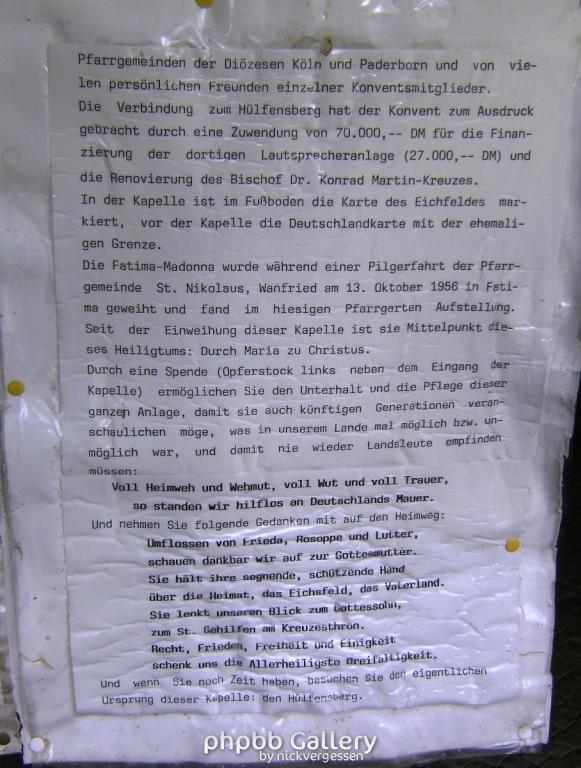 Pfarrgemeinden der Diözesen Köln und Paderborn und von vie-
len persönlichen Freunden einzelner Konventsmitglieder.
Die Verbindung zum Hülfensberg hat der Konvent zum Ausdruck
gebracht durch eine Zuwendung von 70.000,-- DM für die Finan-
zierung der dortigen Lautsprecheranlage (27.000,-- DM) und
die Renovierung des Bischof Dr. Konrad Martin-Kreuzes.
In der Kapelle ist im Fußboden die Karte des Eichfeldes mar-
kiert, vor der Kapelle die Deutschlandkarte mit der ehemali-
gen Grenze.
Die Fatima-Madonna wurde während einer Pilgerfahrt der Pfarr-
gemeinde St. Nikolaus, Wanfried am 13. Oktober 1956 in Fati-
ma geweiht und fand im hiesigen Pfarrgarten Aufstellung.
Seit der Einweihung dieser Kapelle ist sie Mittelpunkt die-
ses Heiligtums: Durch Maria zu Christus.
Durch eine Spende (Opferstock links neben dem Eingang der
Kapelle) ermöglichen Sie den Unterhalt und die Pflege dieser
ganzen Anlage, damit sie auch künftigen Generationen veran-
schaulichen möge, was in unserem Lande mal möglich bzw. un-
möglich war, und damit nie wieder Landsleute empfinden
müssen:
Voll Heimweh und Wehmut, voll Wut und voll Trauer,
so standen wir hilflos an Deutschlands Mauer.
Und nehmen Sie folgende Gedanken mit auf den Heimweg:
Umflossen von Frieda, Rosoppe und Lutter,
schauen dankbar wir auf zur Gottesmutter.
Sie hält ihre segnende, schützende Hand
über die Heimat, das Eichsfeld, das Vaterland.
Sie lenkt unseren Blick zum Gottessohn,
zum St. Gehilfen am Kreuzesthron.
Recht, Frieden, Freiheit und Einigkeit
schenk uns die Allerheiligste Dreifaltigkeit.
Und wenn Sie noch Zeit haben, besuchen Sie den eigentlichen
Ursprung dieser Kapelle: den Hülfensberg.
phpbb Gallery
by nickvergessen